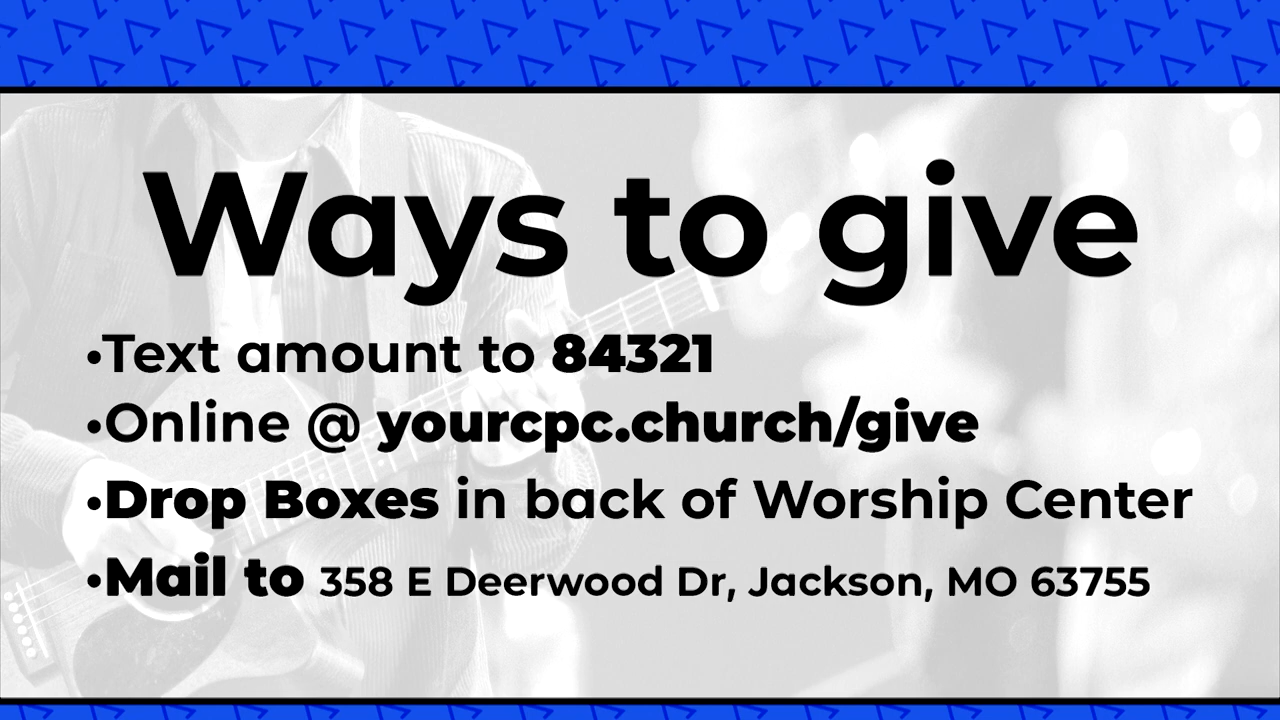 Ways to give
•Text amount to 84321
•Online @ yourcpc.church/give
•Drop Boxes in back of Worship Center
•Mail to 358 E Deerwood Dr, Jackson, MO 63755